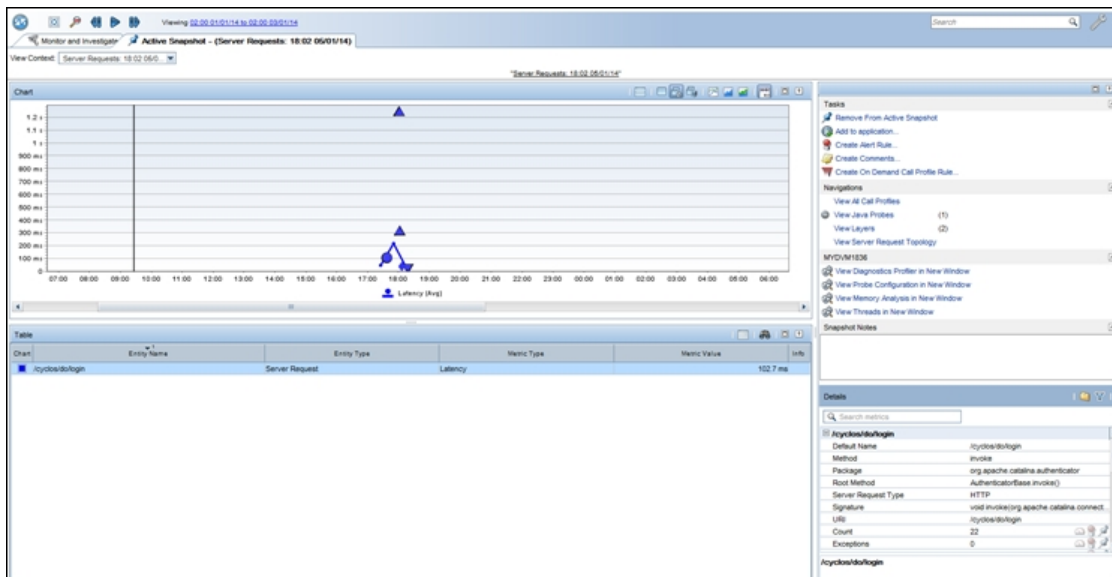 Viewing 02:00 01/01/14 to 02:00 03/01/14
Search
Monitor and Investigate
Active Snapshot - (Server Requests: 18:02 05/01/14)
View Context: Server Requests: 18:02 05/0...
"Server Requests: 18:02 05/01/14"
Chart
1.2 s
1.1 s
1 s
900 ms
800 ms
700 ms
600 ms
500 ms
400 ms
300 ms
200 ms
100 ms
0
07:00 08:00 09:00 10:00 11:00 12:00 13:00 14:00 15:00 16:00 17:00 18:00 19:00 20:00 21:00 22:00 23:00 00:00 01:00 02:00 03:00 04:00 05:00 06:00
Latency (Avg)
Table
Chart Entity Name Entity Type Metric Type Metric Value Info
/cyclos/do/login Server Request Latency 102.7 ms
Tasks
Remove From Active Snapshot
Add to application...
Create Alert Rule...
Create Comments...
Create On Demand Call Profile Rule...
Navigations
View All Call Profiles
View Java Probes (1)
View Layers (2)
View Server Request Topology
MYDVM1836
View Diagnostics Profiler in New Window
View Probe Configuration in New Window
View Memory Analysis in New Window
View Threads in New Window
Snapshot Notes
Details
Search metrics
/cyclos/do/login
Default Name /cyclos/do/login
Method invoke
Package org.apache.catalina.authenticator
Root Method AuthenticatorBase.invoke()
Server Request Type HTTP
Signature void invoke(org.apache.catalina.connect...
URI /cyclos/do/login
Count 22
Exceptions 0
/cyclos/do/login